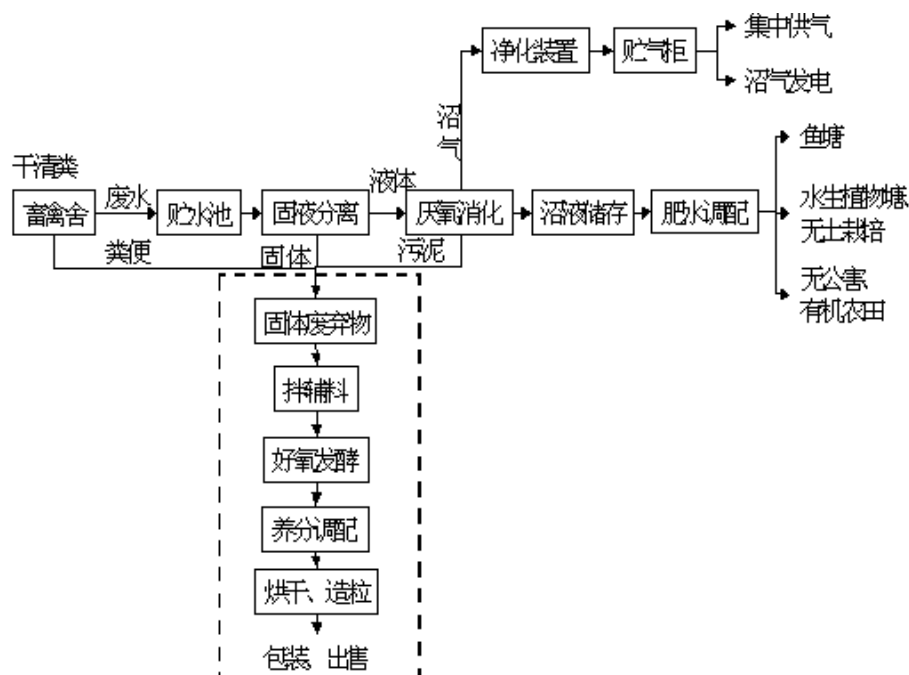 集中供气
净化装置
贮气柜
沼气发电
沼气
鱼塘
干清粪
废水
液体
畜禽舍
贮水池
固液分离
厌氧消化
沼液储存
肥水调配
水生植物塘
无土栽培
粪便
固体
污泥
无公害、
有机农田
固体废弃物
拌辅料
好氧发酵
养分调配
烘干、造粒
包装、出售